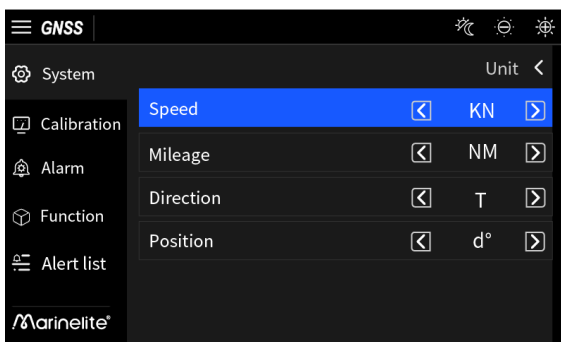 GNSS
System
Unit
Calibration
Speed KN
Alarm
Mileage NM
Direction T
Function
Position d°
Alert list
Marinelite®